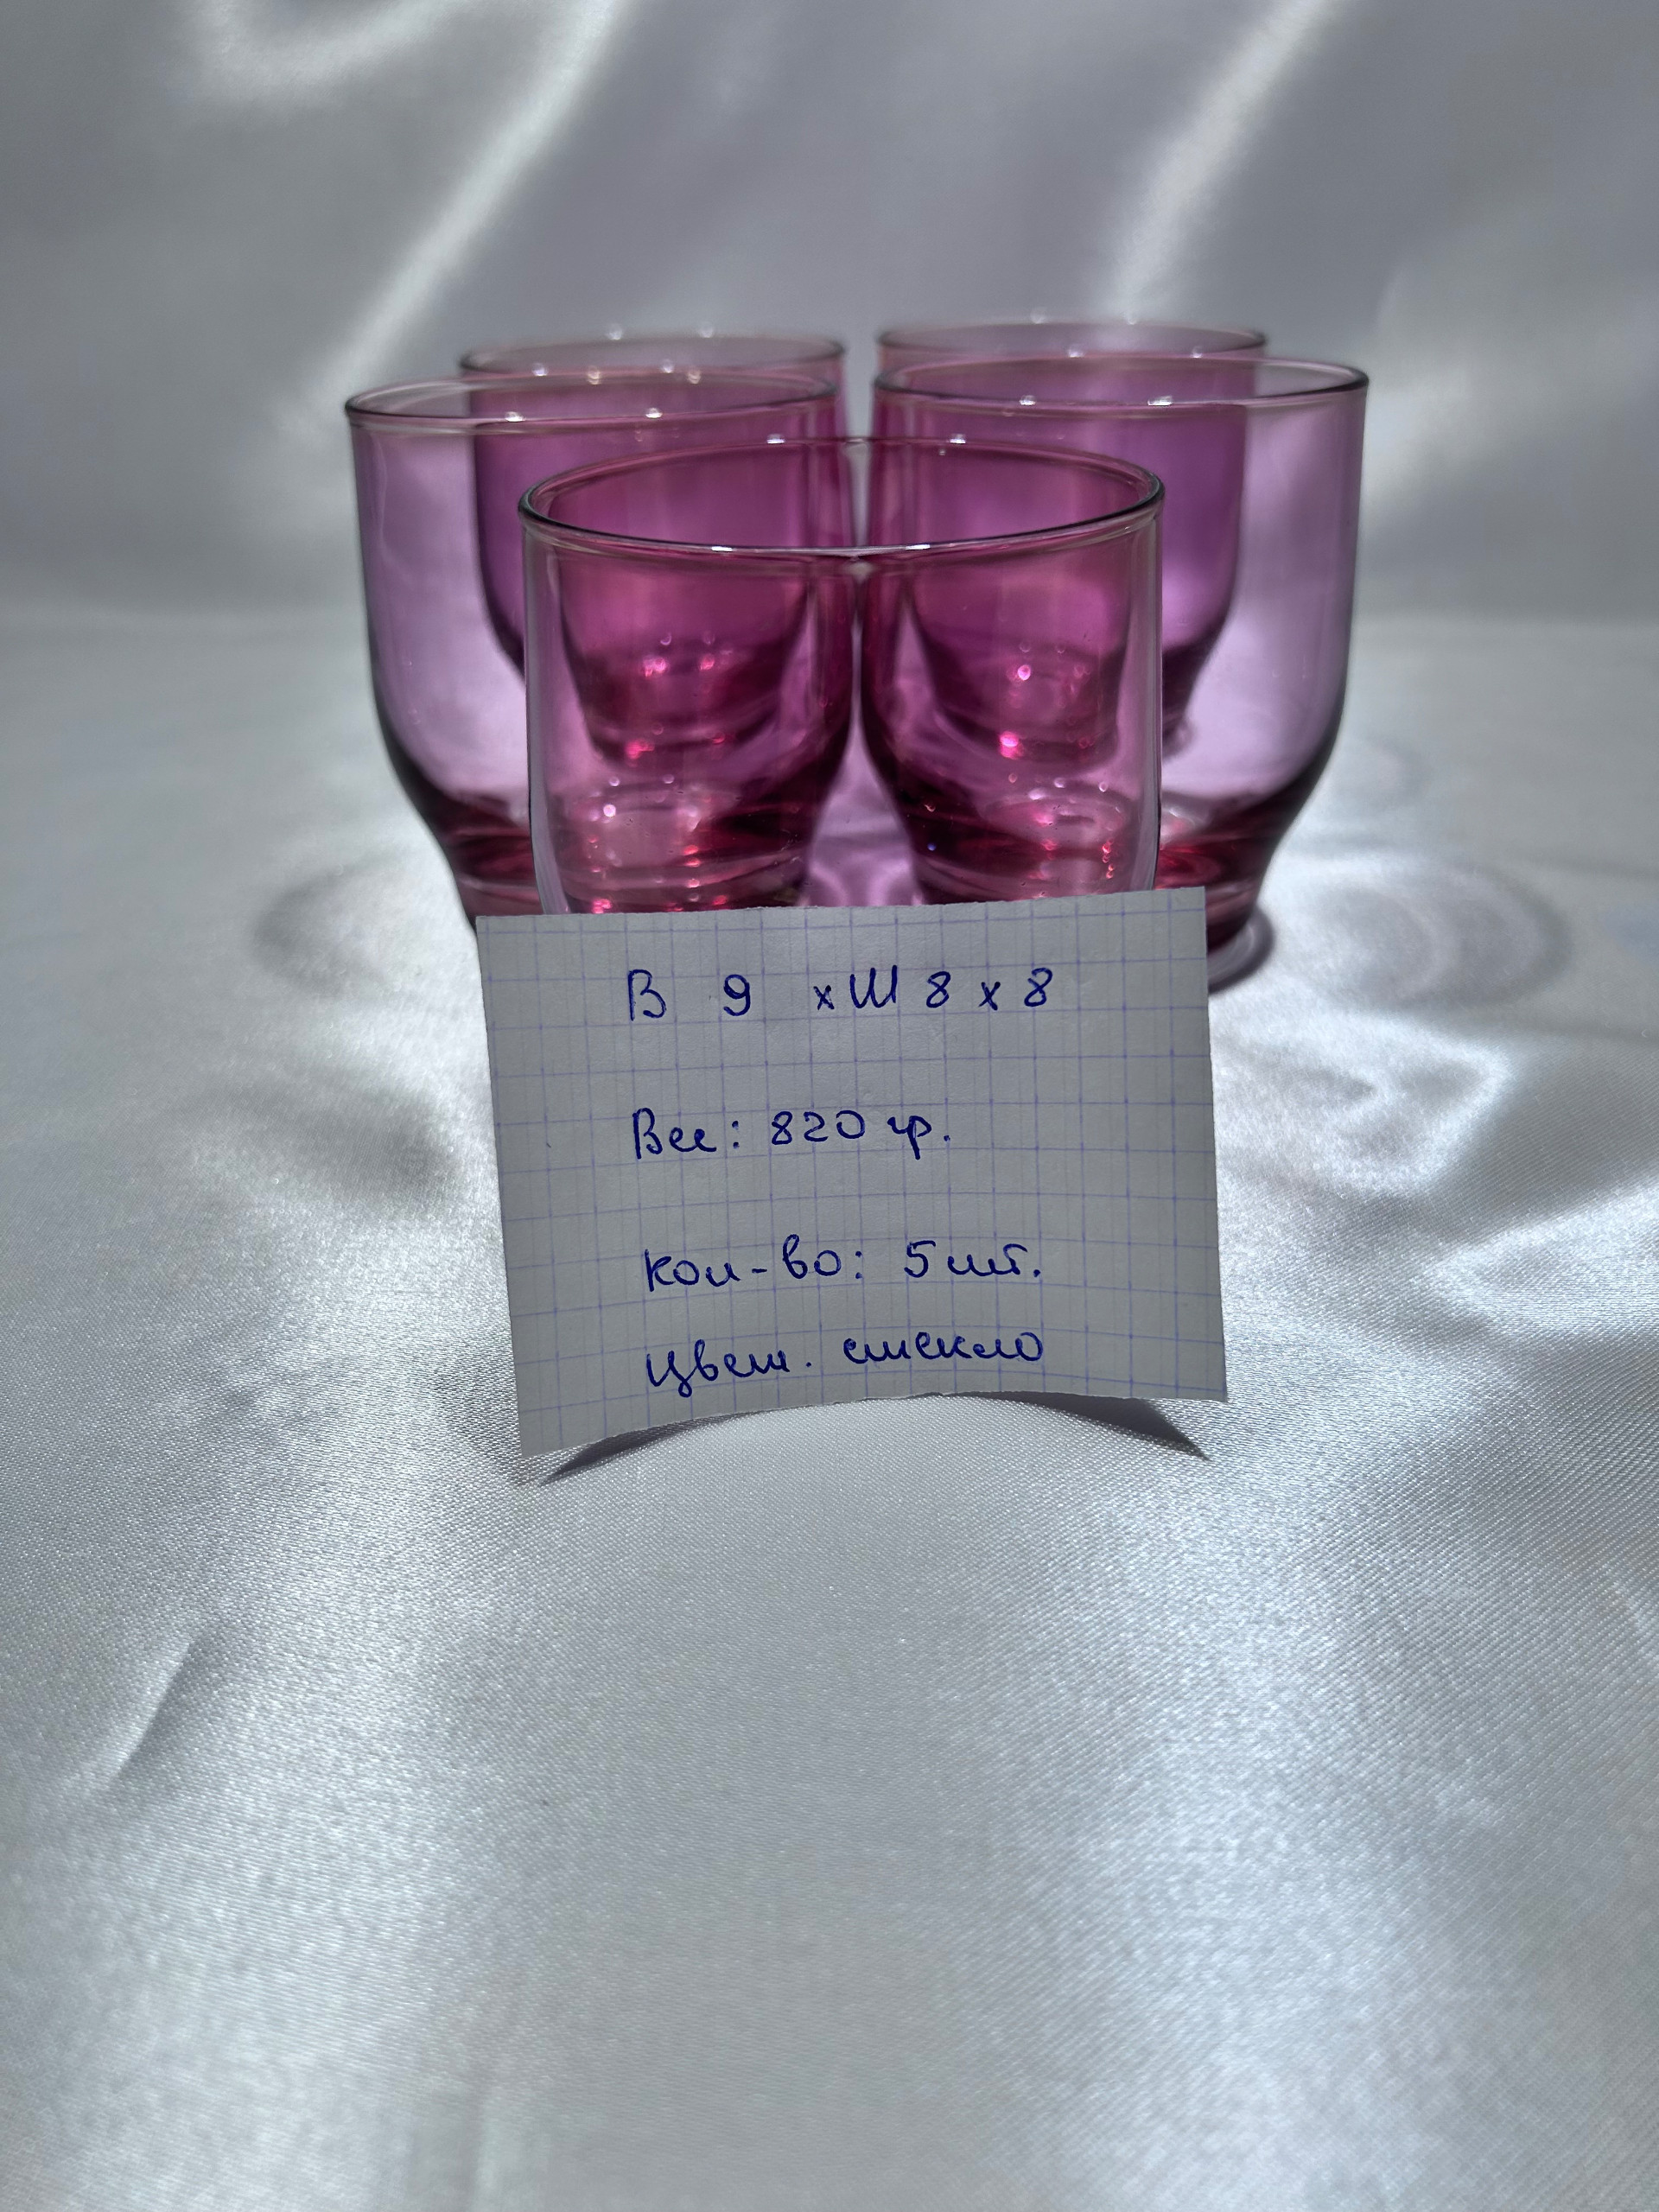 В 9 х Ш 8 х 8
Вес: 820 гр.
Кол-во: 5 шт.
Цвет. стекло